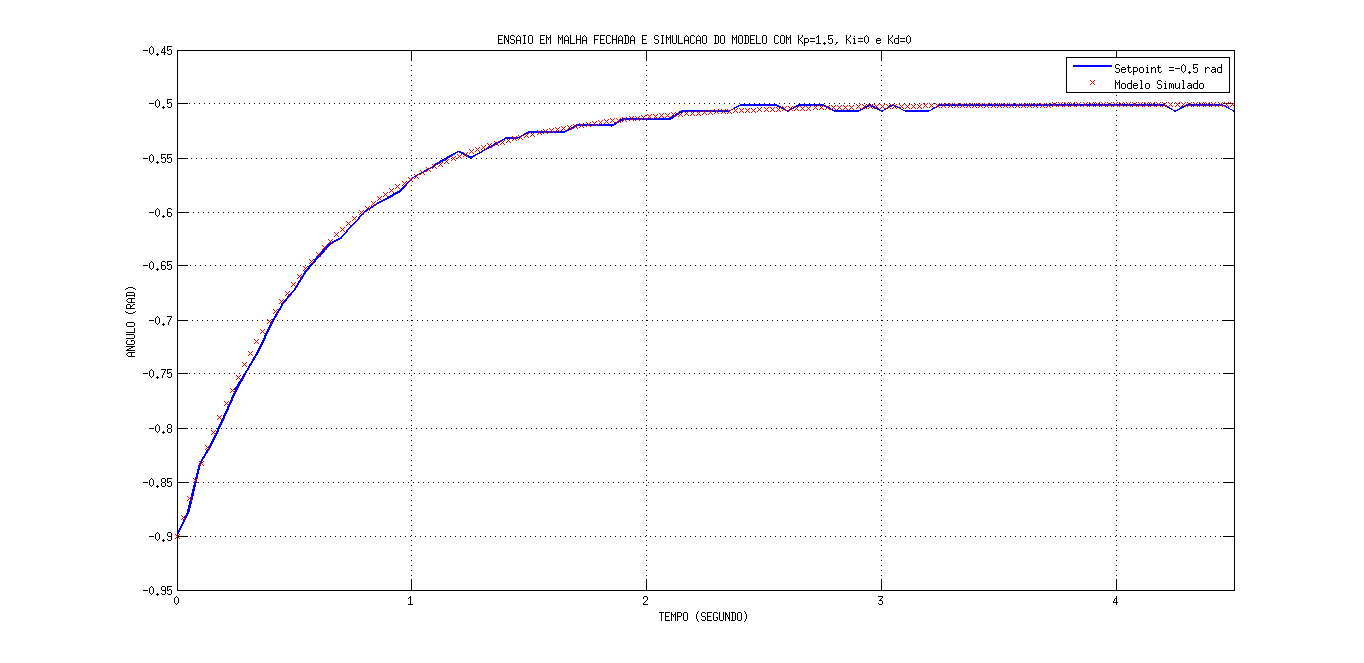 ENSAIO EM MALHA FECHADA E SIMULACAO DO MODELO COM Kp=1.5, Ki=0 e Kd=0
Setpoint =-0.5 rad
Modelo Simulado
ANGULO (RAD)
-0.45
-0.5
-0.55
-0.6
-0.65
-0.7
-0.75
-0.8
-0.85
-0.9
-0.95
0 1 2 3 4
TEMPO (SEGUNDO)